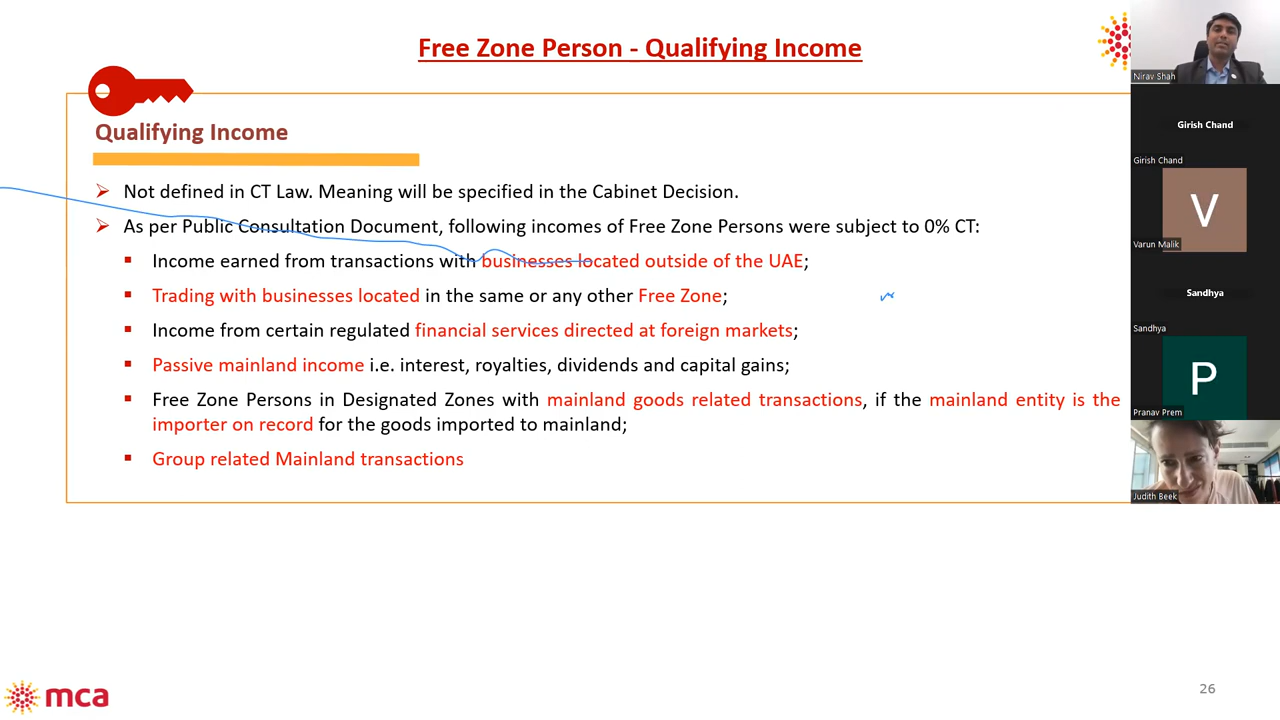 Free Zone Person - Qualifying Income
Qualifying Income
Not defined in CT Law. Meaning will be specified in the Cabinet Decision.
As per Public Consultation Document, following incomes of Free Zone Persons were subject to 0% CT:
Income earned from transactions with businesses located outside of the UAE;
Trading with businesses located in the same or any other Free Zone;
Income from certain regulated financial services directed at foreign markets;
Passive mainland income i.e. interest, royalties, dividends and capital gains;
Free Zone Persons in Designated Zones with mainland goods related transactions, if the mainland entity is the
importer on record for the goods imported to mainland;
Group related Mainland transactions
mca
26
Nirav Shah
Girish Chand
Girish Chand
V
Varun Malik
Sandhya
Sandhya
P
Pranav Prem
Judith Beek